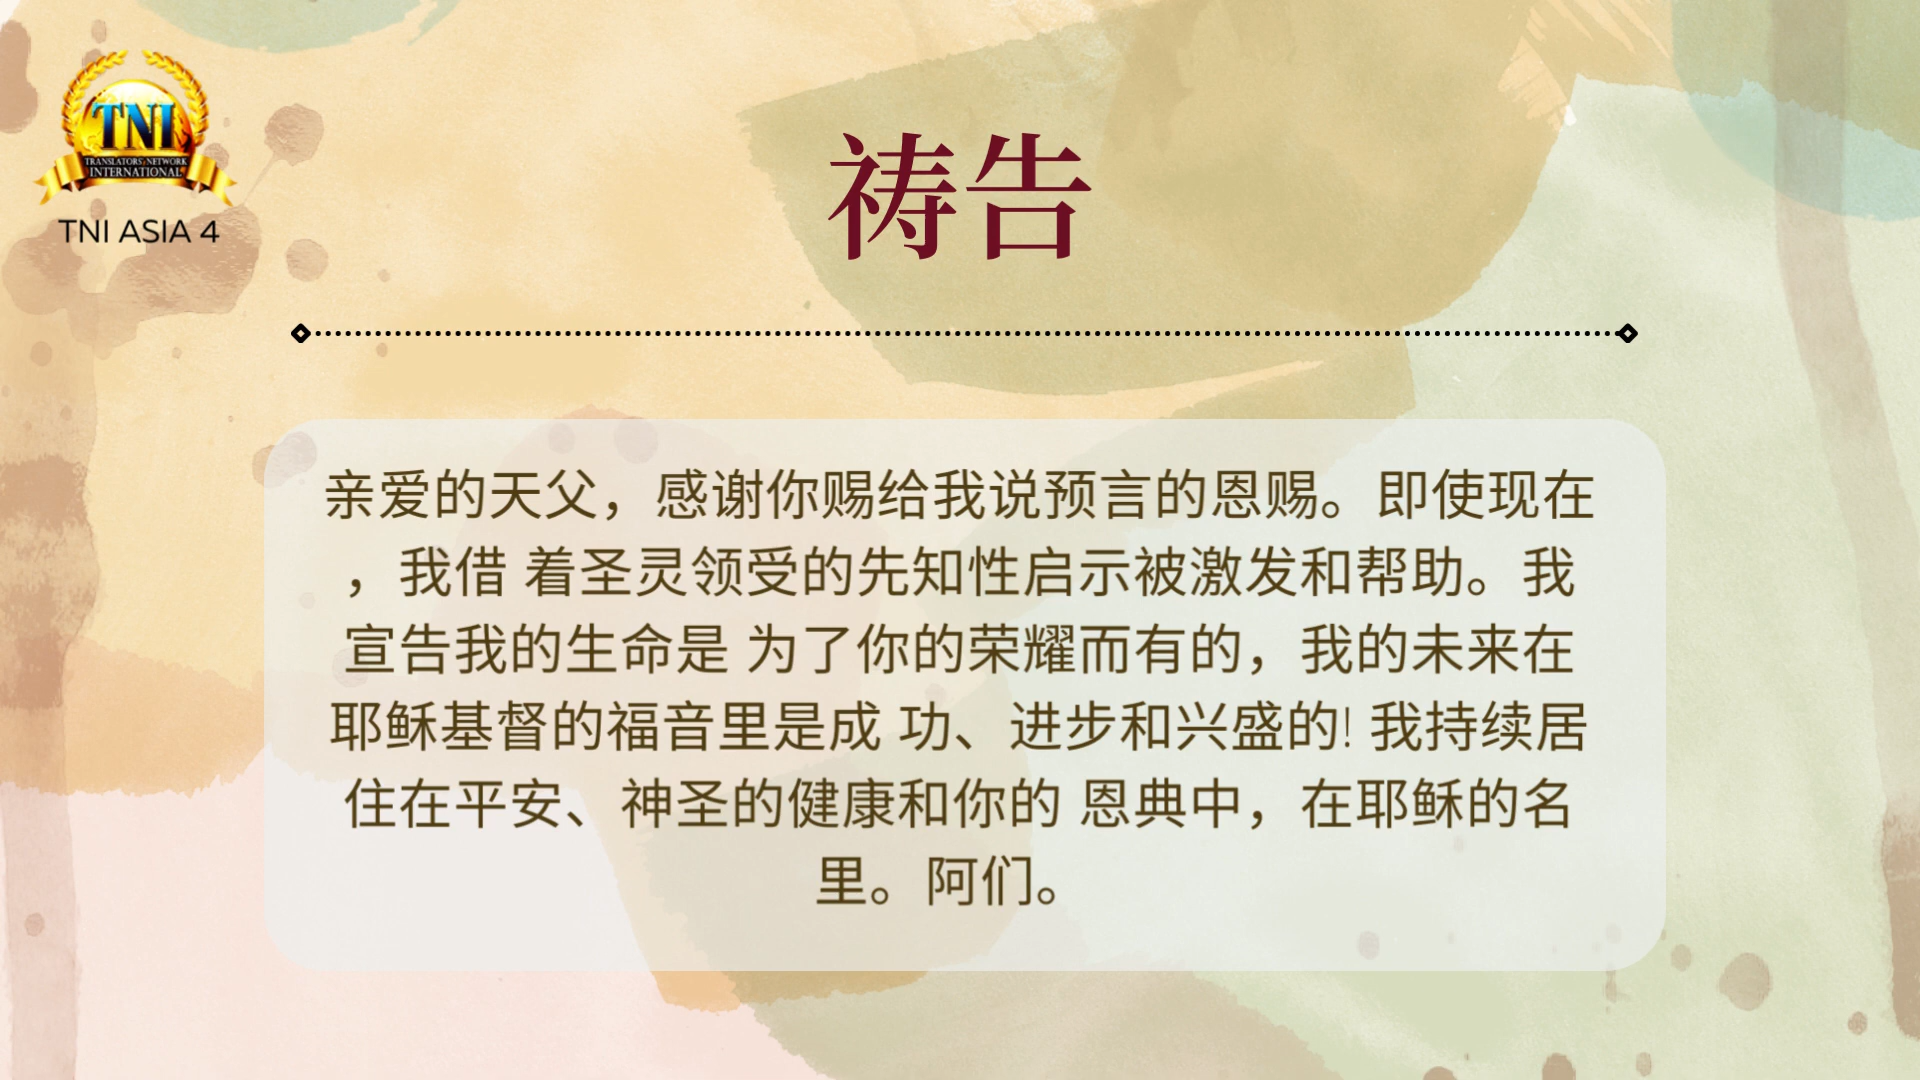 TNI
TRANSLATORS NETWORK
INTERNATIONAL
TNI ASIA 4
祷告
亲爱的天父，感谢你赐给我说预言的恩赐。即使现在
，我借 着圣灵领受的先知性启示被激发和帮助。我
宣告我的生命是 为了你的荣耀而有的，我的未来在
耶稣基督的福音里是成 功、进步和兴盛的! 我持续居
住在平安、神圣的健康和你的 恩典中，在耶稣的名
里。阿们。